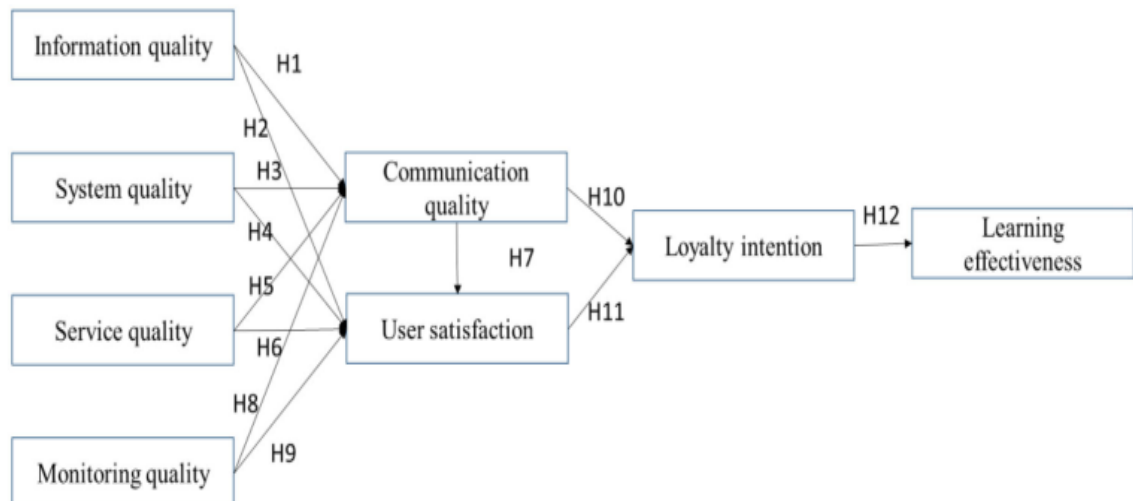 Information quality
H1
H2
System quality
H3
Communication
quality
H10
H4
H12
Learning
effectiveness
Loyalty intention
H7
H5
Service quality
User satisfaction
H11
H6
H8
H9
Monitoring quality